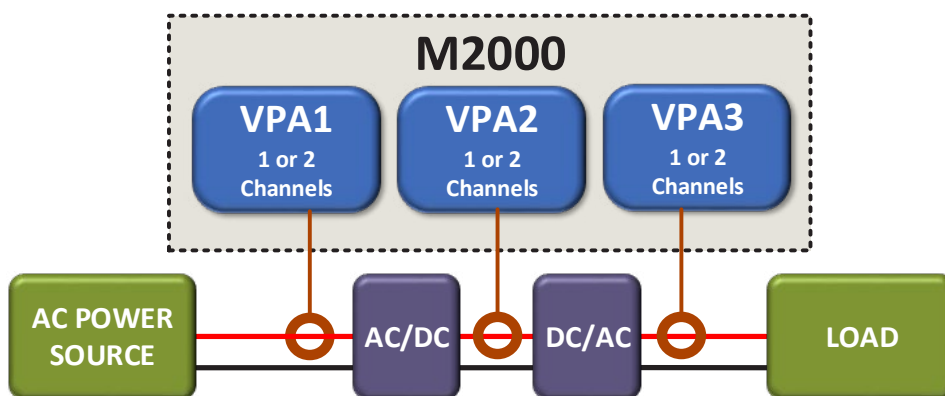 M2000
VPA1
1 or 2
Channels
VPA2
1 or 2
Channels
VPA3
1 or 2
Channels
AC POWER
SOURCE
AC/DC
DC/AC
LOAD